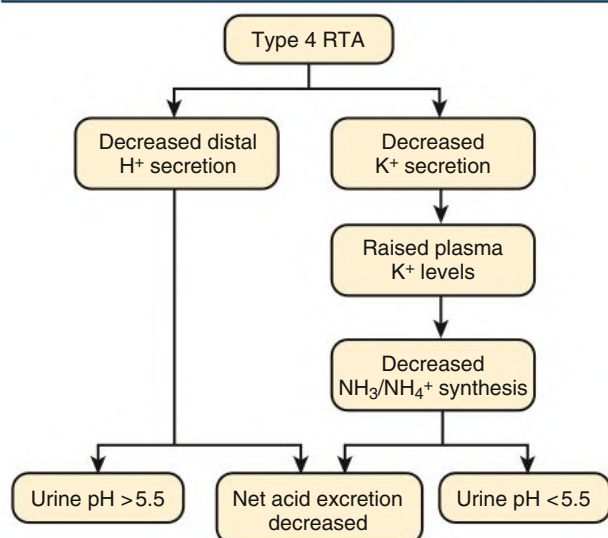 Type 4 RTA
Decreased distal
H⁺ secretion
Decreased
K⁺ secretion
Raised plasma
K⁺ levels
Decreased
NH₃/NH₄⁺ synthesis
Urine pH >5.5
Net acid excretion
decreased
Urine pH <5.5